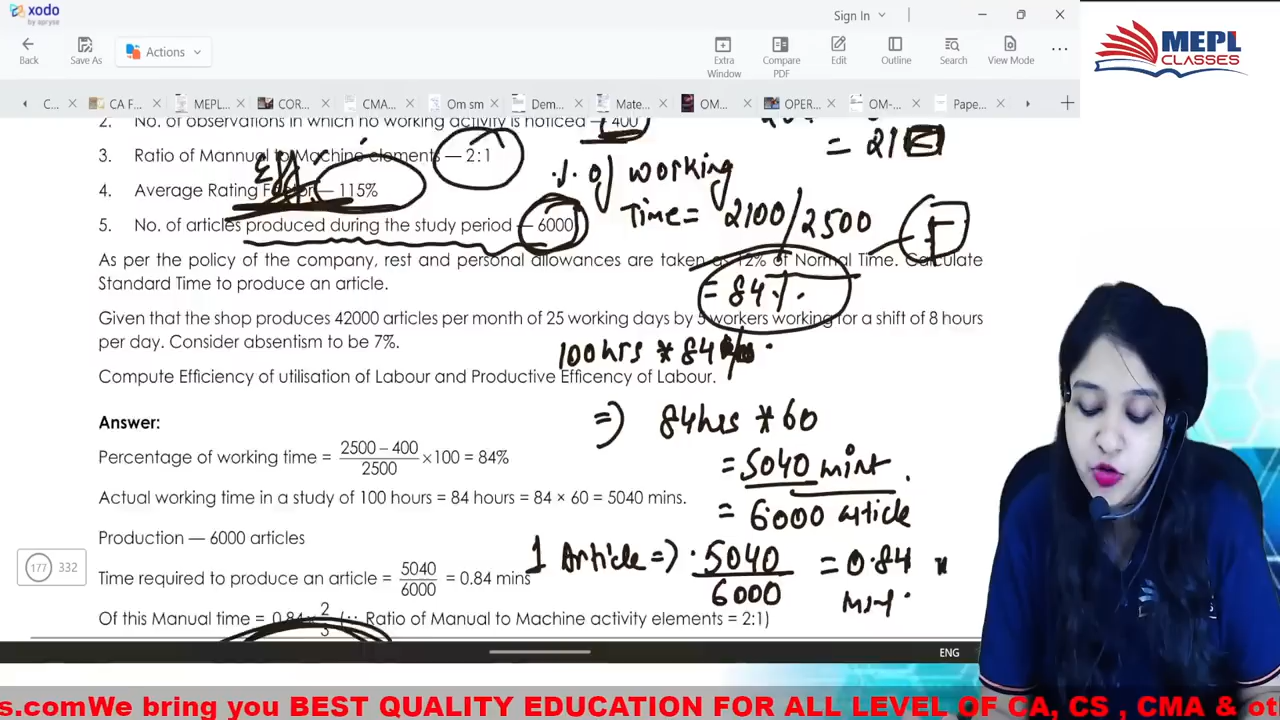 xodo
by apryse
Sign In
Back
Save As
Actions
Extra Window
Compare PDF
Edit
Outline
Search
View Mode
MEPL
CLASSES
C...
CA F...
MEPL...
COR...
CMA...
Om sm
Dem...
Mate...
OM...
OPER...
OM-...
Pape...
2. No. of observations in which no working activity is noticed — 400
3. Ratio of Mannual to Machine elements — 2:1
4. Average Rating Factor — 115%
5. No. of articles produced during the study period — 6000
As per the policy of the company, rest and personal allowances are taken as 12% of Normal Time. Calculate
Standard Time to produce an article.
Given that the shop produces 42000 articles per month of 25 working days by 5 workers working for a shift of 8 hours
per day. Consider absentism to be 7%.
Compute Efficiency of utilisation of Labour and Productive Efficency of Labour.
Answer:
Percentage of working time = 2500 – 400 / 2500 ×100 = 84%
Actual working time in a study of 100 hours = 84 hours = 84 × 60 = 5040 mins.
Production — 6000 articles
Time required to produce an article = 5040 / 6000 = 0.84 mins
Of this Manual time = 0.84 × 2/3 (∵ Ratio of Manual to Machine activity elements = 2:1)
177 332
% of working
Time = 2100/2500
= 84%.
100hrs * 84
=> 84hrs * 60
= 5040 mint
= 6000 article
1 Article => 5040 / 6000 = 0.84 *
mint
ENG
s.comWe bring you BEST QUALITY EDUCATION FOR ALL LEVEL OF CA, CS , CMA & ot